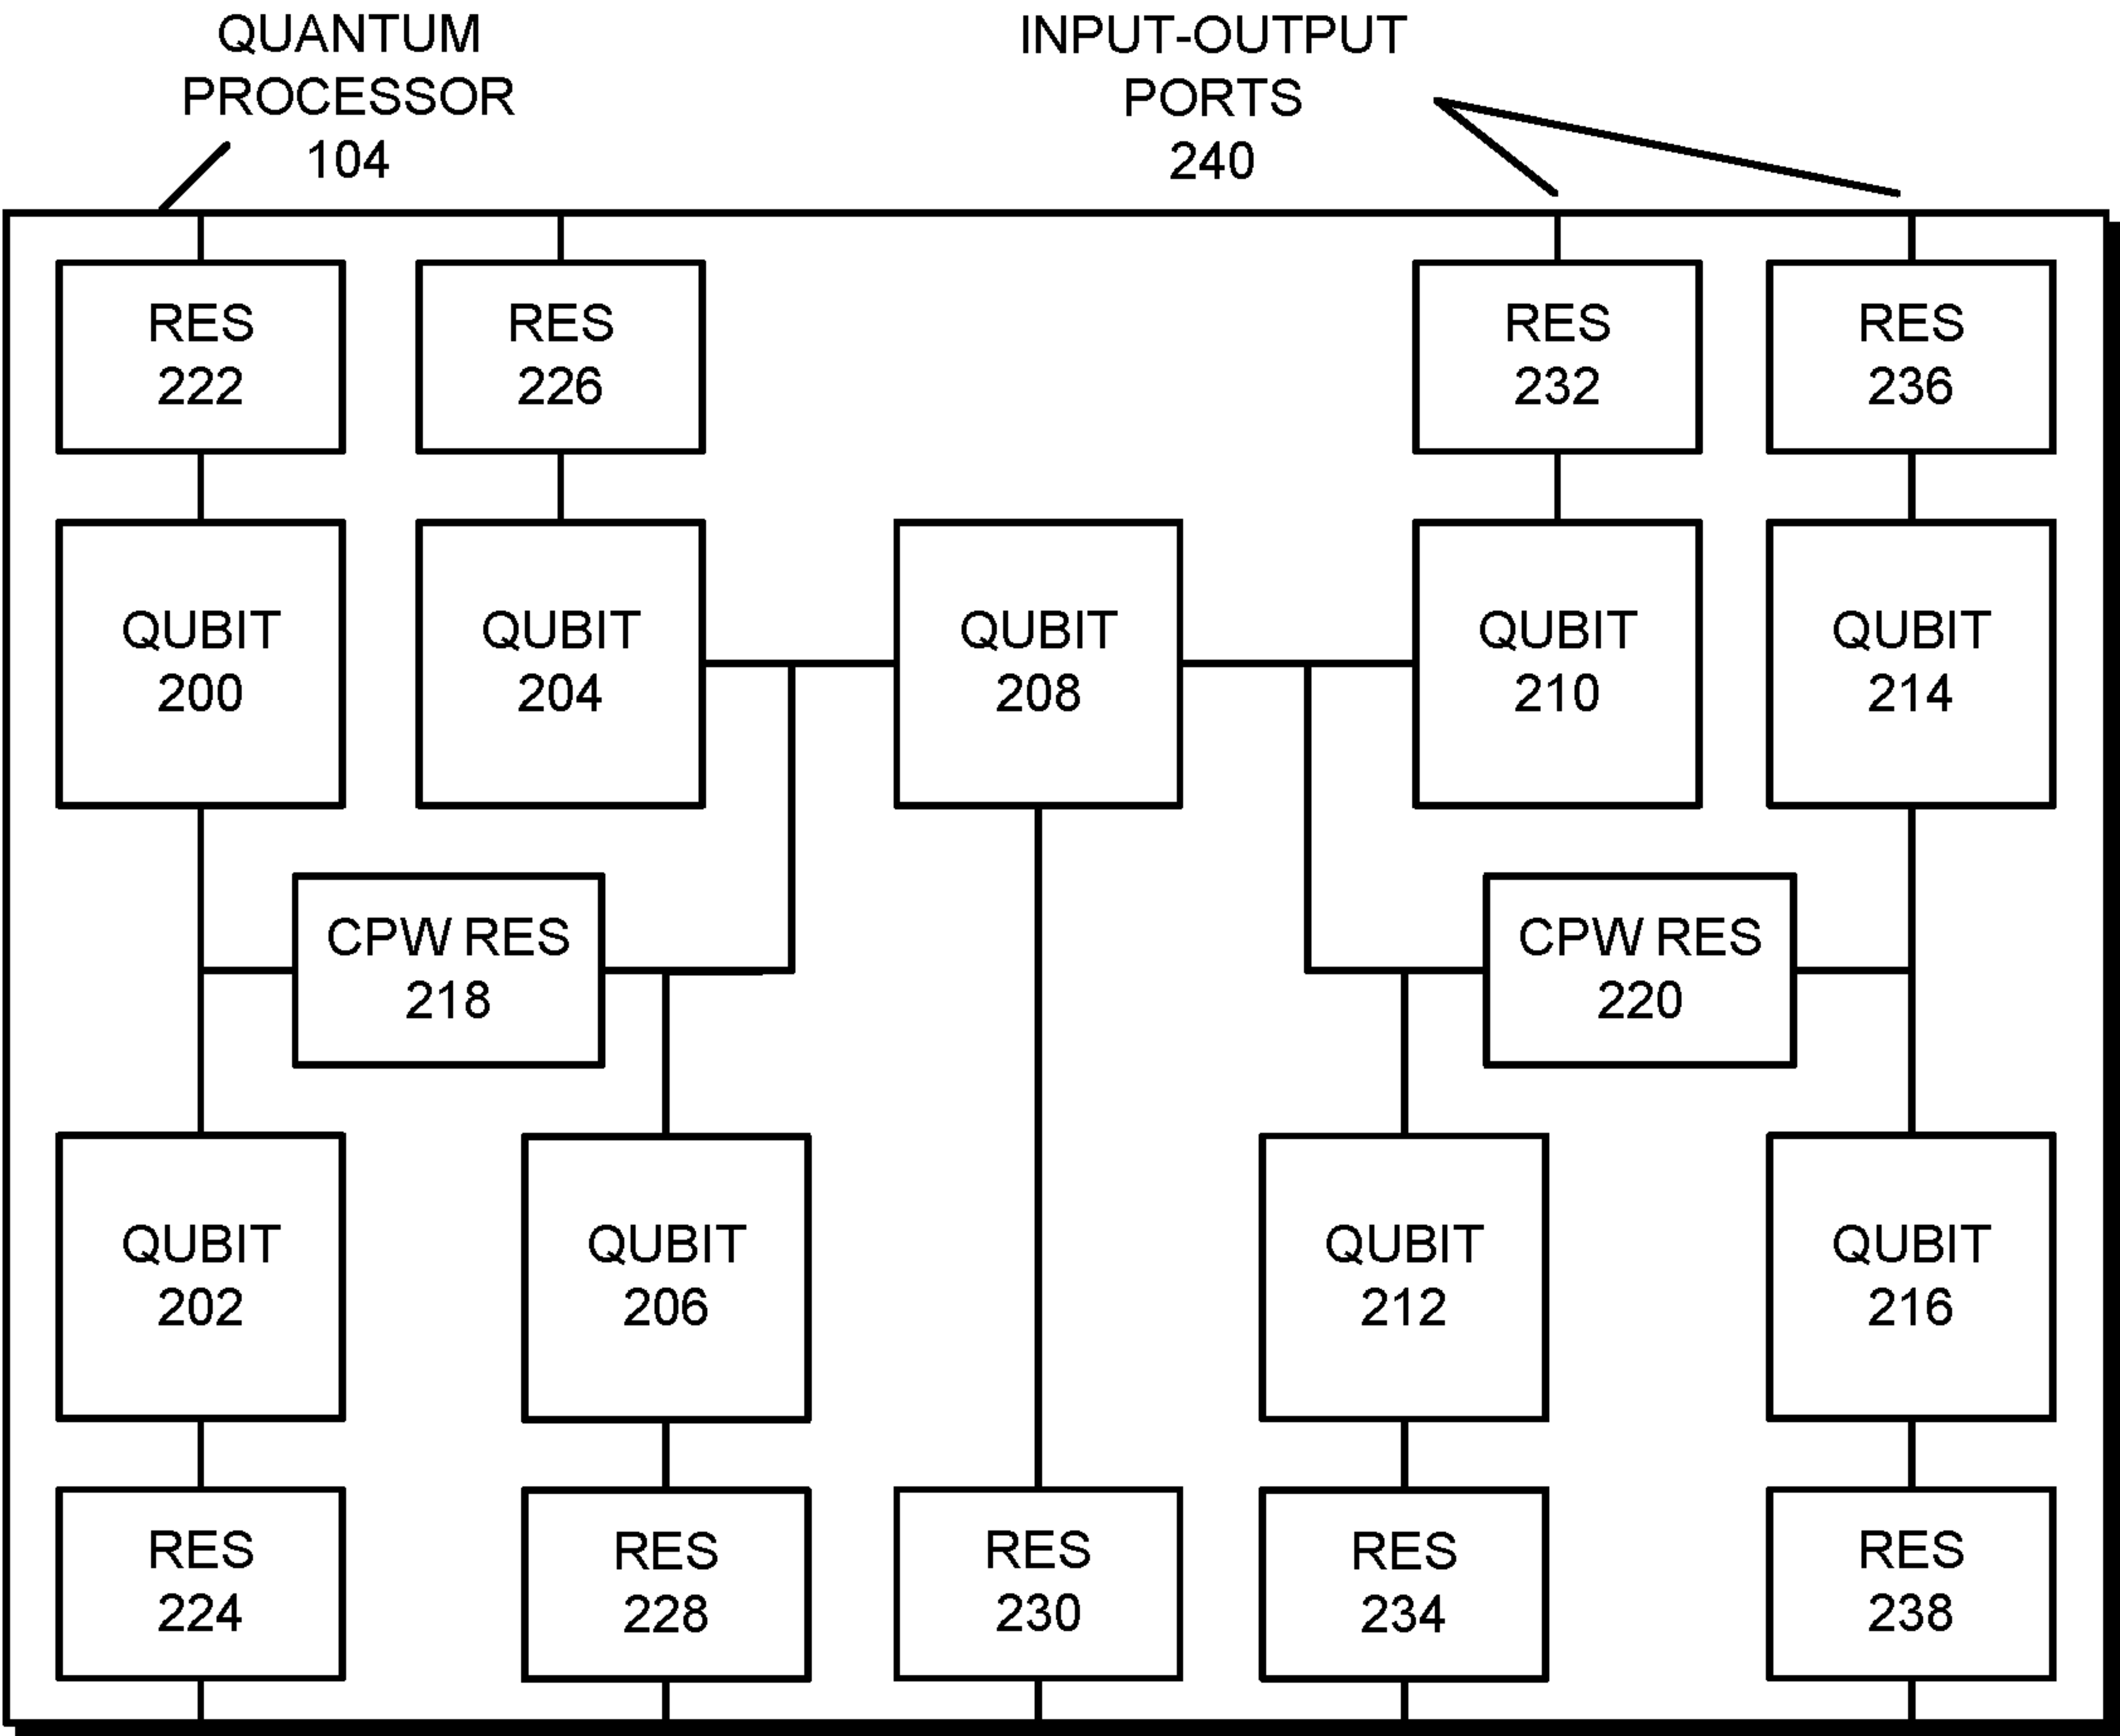 QUANTUM
PROCESSOR
104
INPUT-OUTPUT
PORTS
240
RES
222
RES
226
RES
232
RES
236
QUBIT
200
QUBIT
204
QUBIT
208
QUBIT
210
QUBIT
214
CPW RES
218
CPW RES
220
QUBIT
202
QUBIT
206
QUBIT
212
QUBIT
216
RES
224
RES
228
RES
230
RES
234
RES
238